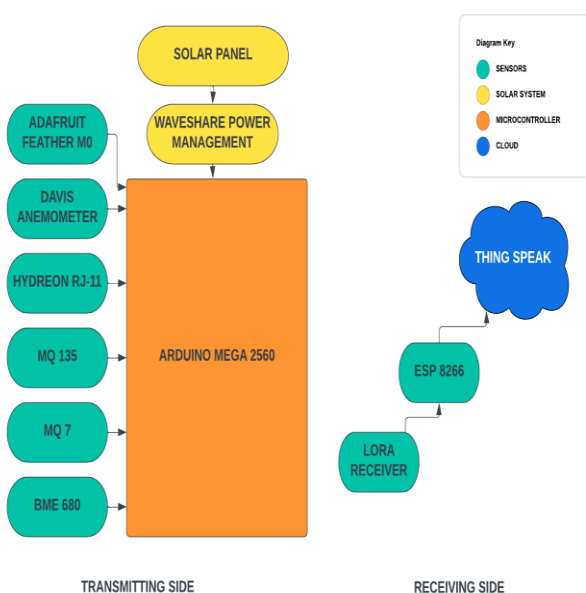 SOLAR PANEL
WAVESHARE POWER
MANAGEMENT
ADAFRUIT
FEATHER M0
DAVIS
ANEMOMETER
HYDREON RJ-11
MQ 135
MQ 7
BME 680
ARDUINO MEGA 2560
TRANSMITTING SIDE
Diagram Key
SENSORS
SOLAR SYSTEM
MICROCONTROLLER
CLOUD
THING SPEAK
ESP 8266
LORA
RECEIVER
RECEIVING SIDE